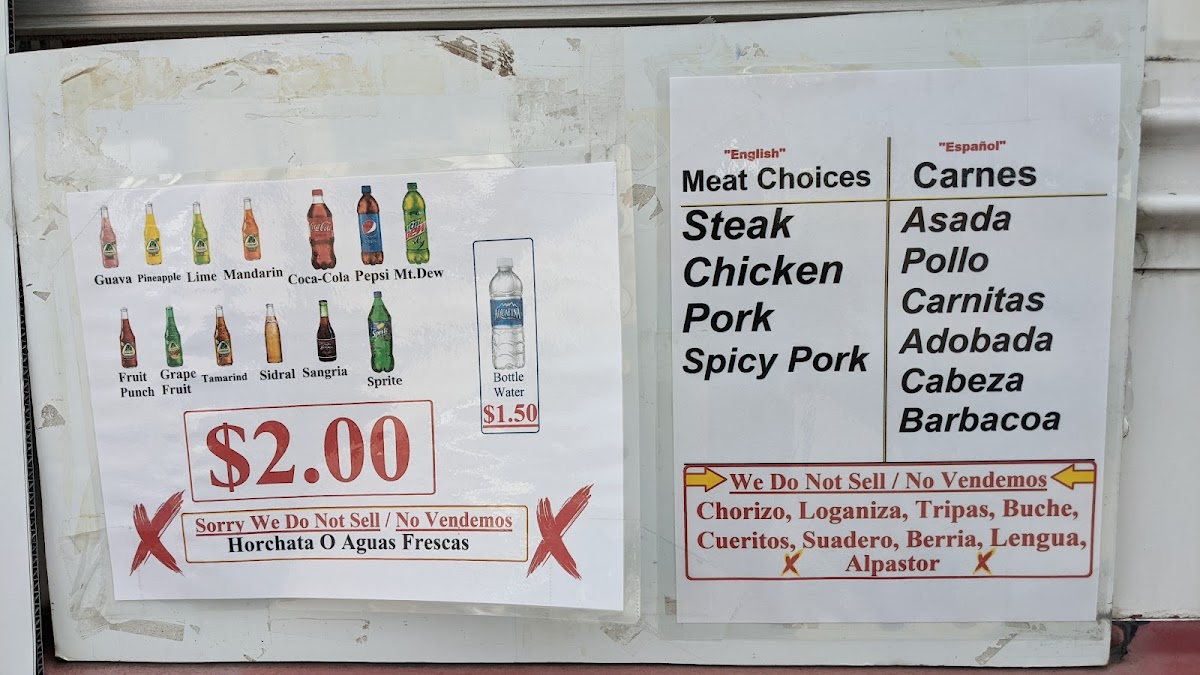 Guava Pineapple Lime Mandarin Coca-Cola Pepsi Mt.Dew
Fruit Punch
Grape Fruit
Tamarind
Sidral
Sangria
Sprite
AQUAFINA
Bottle
Water
$1.50
$2.00
Sorry We Do Not Sell / No Vendemos
Horchata O Aguas Frescas
"English"
Meat Choices
Steak
Chicken
Pork
Spicy Pork
"Español"
Carnes
Asada
Pollo
Carnitas
Adobada
Cabeza
Barbacoa
We Do Not Sell / No Vendemos
Chorizo, Loganiza, Tripas, Buche,
Cueritos, Suadero, Berria, Lengua,
Alpastor